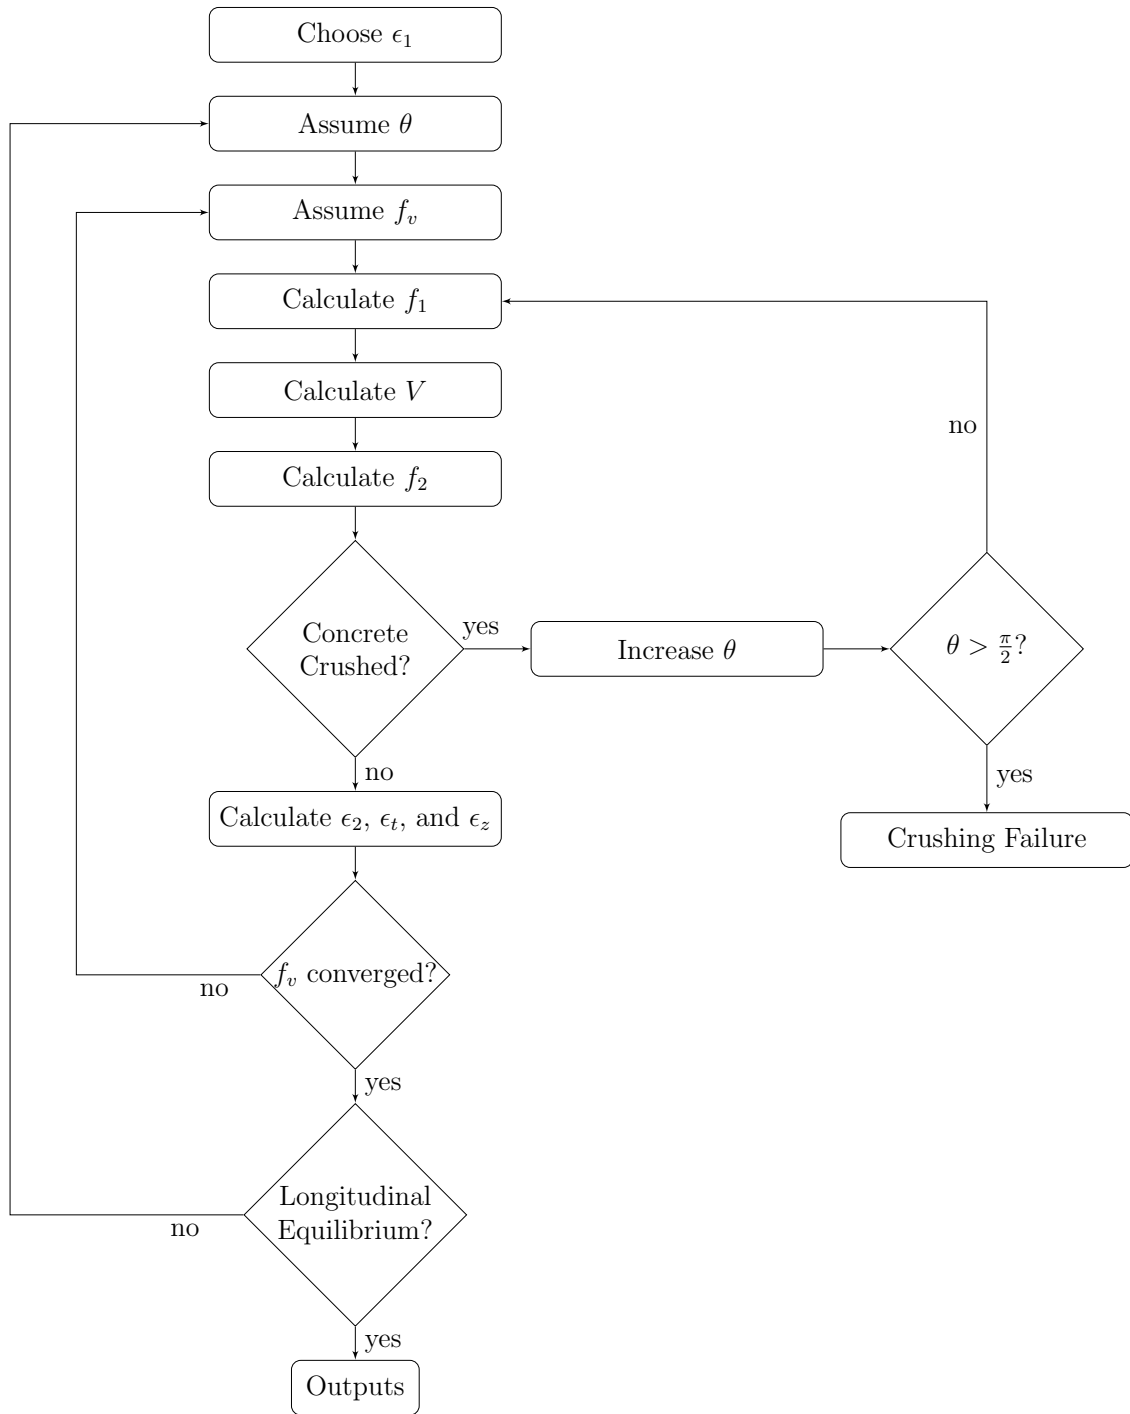 Choose ϵ₁
Assume θ
Assume fᵥ
Calculate f₁
Calculate V
Calculate f₂
no
Concrete
Crushed?
yes
Increase θ
θ > π/2?
no
yes
Calculate ϵ₂, ϵₜ, and ϵ_z
Crushing Failure
fᵥ converged?
no
yes
Longitudinal
Equilibrium?
no
yes
Outputs